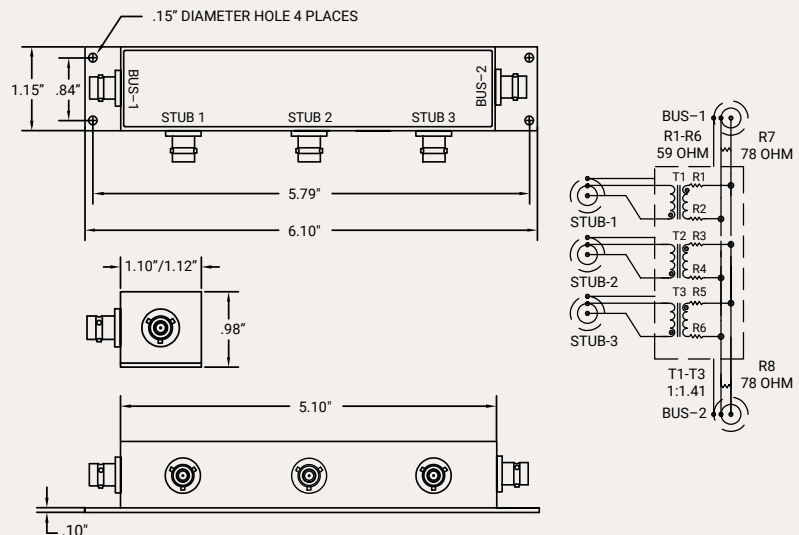 .15” DIAMETER HOLE 4 PLACES
1.15”
.84”
BUS–1
BUS–2
STUB 1
STUB 2
STUB 3
5.79"
6.10"
1.10”/1.12”
.98”
5.10"
.10"
BUS–1
R1-R6
59 OHM
R7
78 OHM
T1
R1
R2
STUB-1
T2
R3
R4
STUB-2
T3
R5
R6
STUB-3
T1-T3
1:1.41
R8
78 OHM
BUS–2